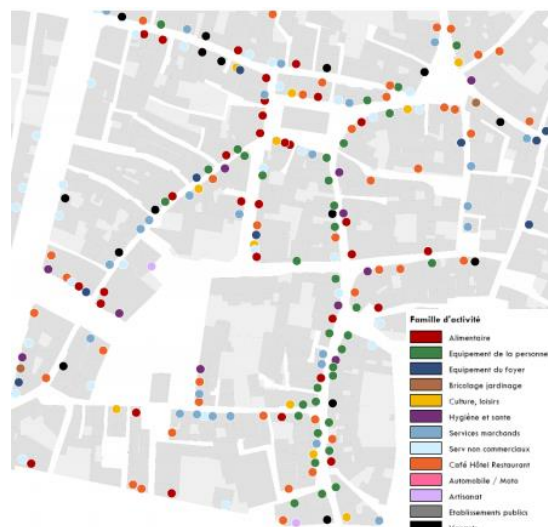 Famille d'activité
Alimentaire
Equipement de la personne
Equipement du foyer
Bricolage jardinage
Culture, loisirs
Hygiène et sante
Services marchands
Serv non commerciaux
Café Hôtel Restaurant
Automobile / Moto
Artisanat
Etablissements publics